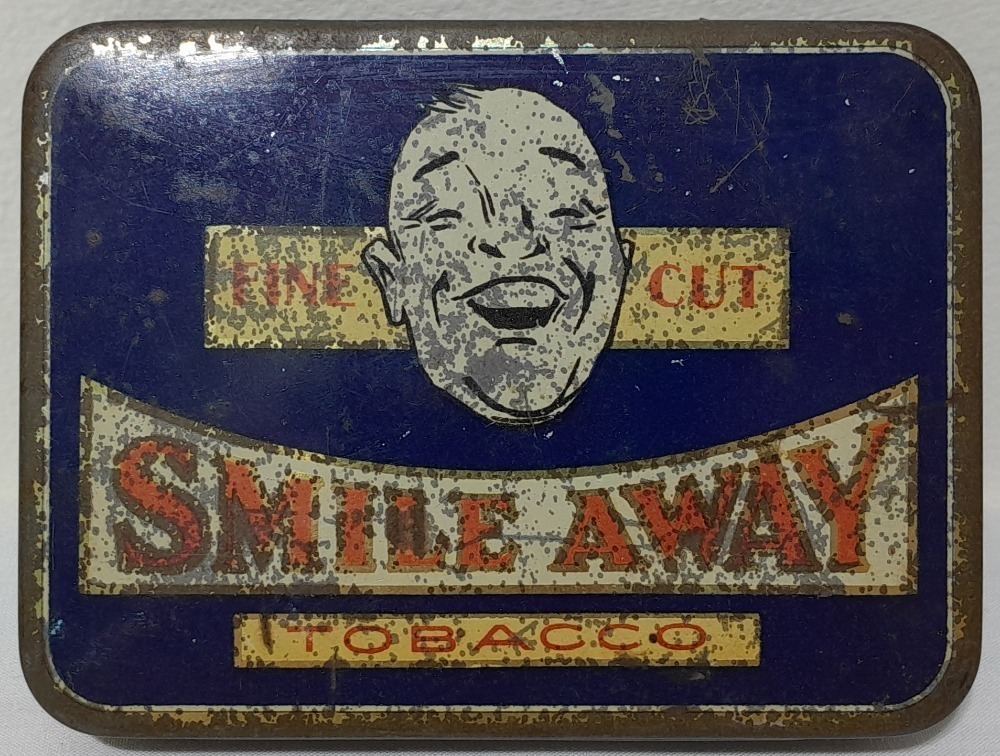 FINE CUT
SMILE AWAY
TOBACCO